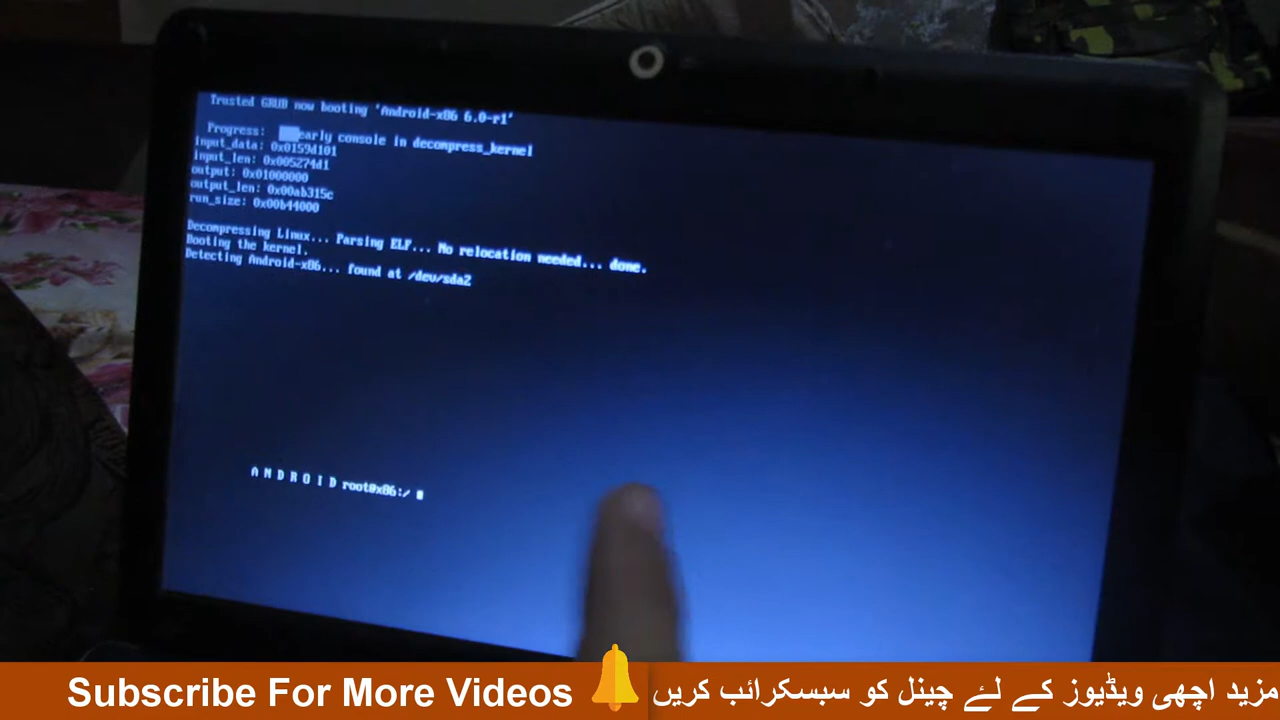 Trusted GRUB now booting 'Android-x86 6.0-r1'
Progress: early console in decompress_kernel
input_data: 0x0159d101
input_len: 0x005274d1
output: 0x01000000
output_len: 0x00ab315c
run_size: 0x00b44000
Decompressing Linux... Parsing ELF... No relocation needed... done.
Booting the kernel.
Detecting Android-x86... found at /dev/sda2
A N D R O I D root@x86:/ #
Subscribe For More Videos
مزید اچھی ویڈیوز کے لئے چینل کو سبسکرائب کریں